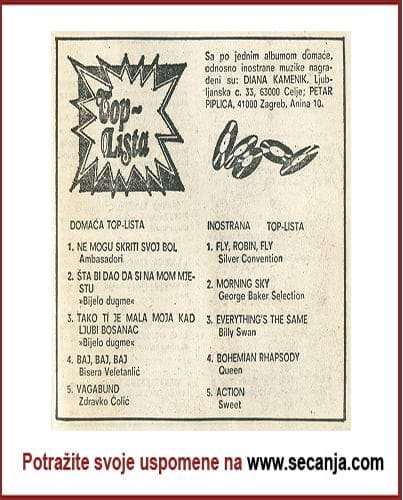 Top-
Lista
Sa po jednim albumom domaće,
odnosno inostrane muzike nagra-
đeni su: DIANA KAMENIK, Ljub-
ljanska c. 33, 63000 Celje; PETAR
PIPLICA, 41000 Zagreb, Anina 10.
DOMAĆA TOP-LISTA
1. NE MOGU SKRITI SVOJ BOL
Ambasadori
2. ŠTA BI DAO DA SI NA MOM MJE-
STU
»Bijelo dugme«
3. TAKO TI JE MALA MOJA KAD
LJUBI BOSANAC
»Bijelo dugme«
4. BAJ, BAJ, BAJ
Bisera Veletanlić
5. VAGABUND
Zdravko Čolić
INOSTRANA TOP-LISTA
1. FLY, ROBIN, FLY
Silver Convention
2. MORNING SKY
George Baker Selection
3. EVERYTHING'S THE SAME
Billy Swan
4. BOHEMIAN RHAPSODY
Queen
5. ACTION
Sweet
Potražite svoje uspomene na www.secanja.com